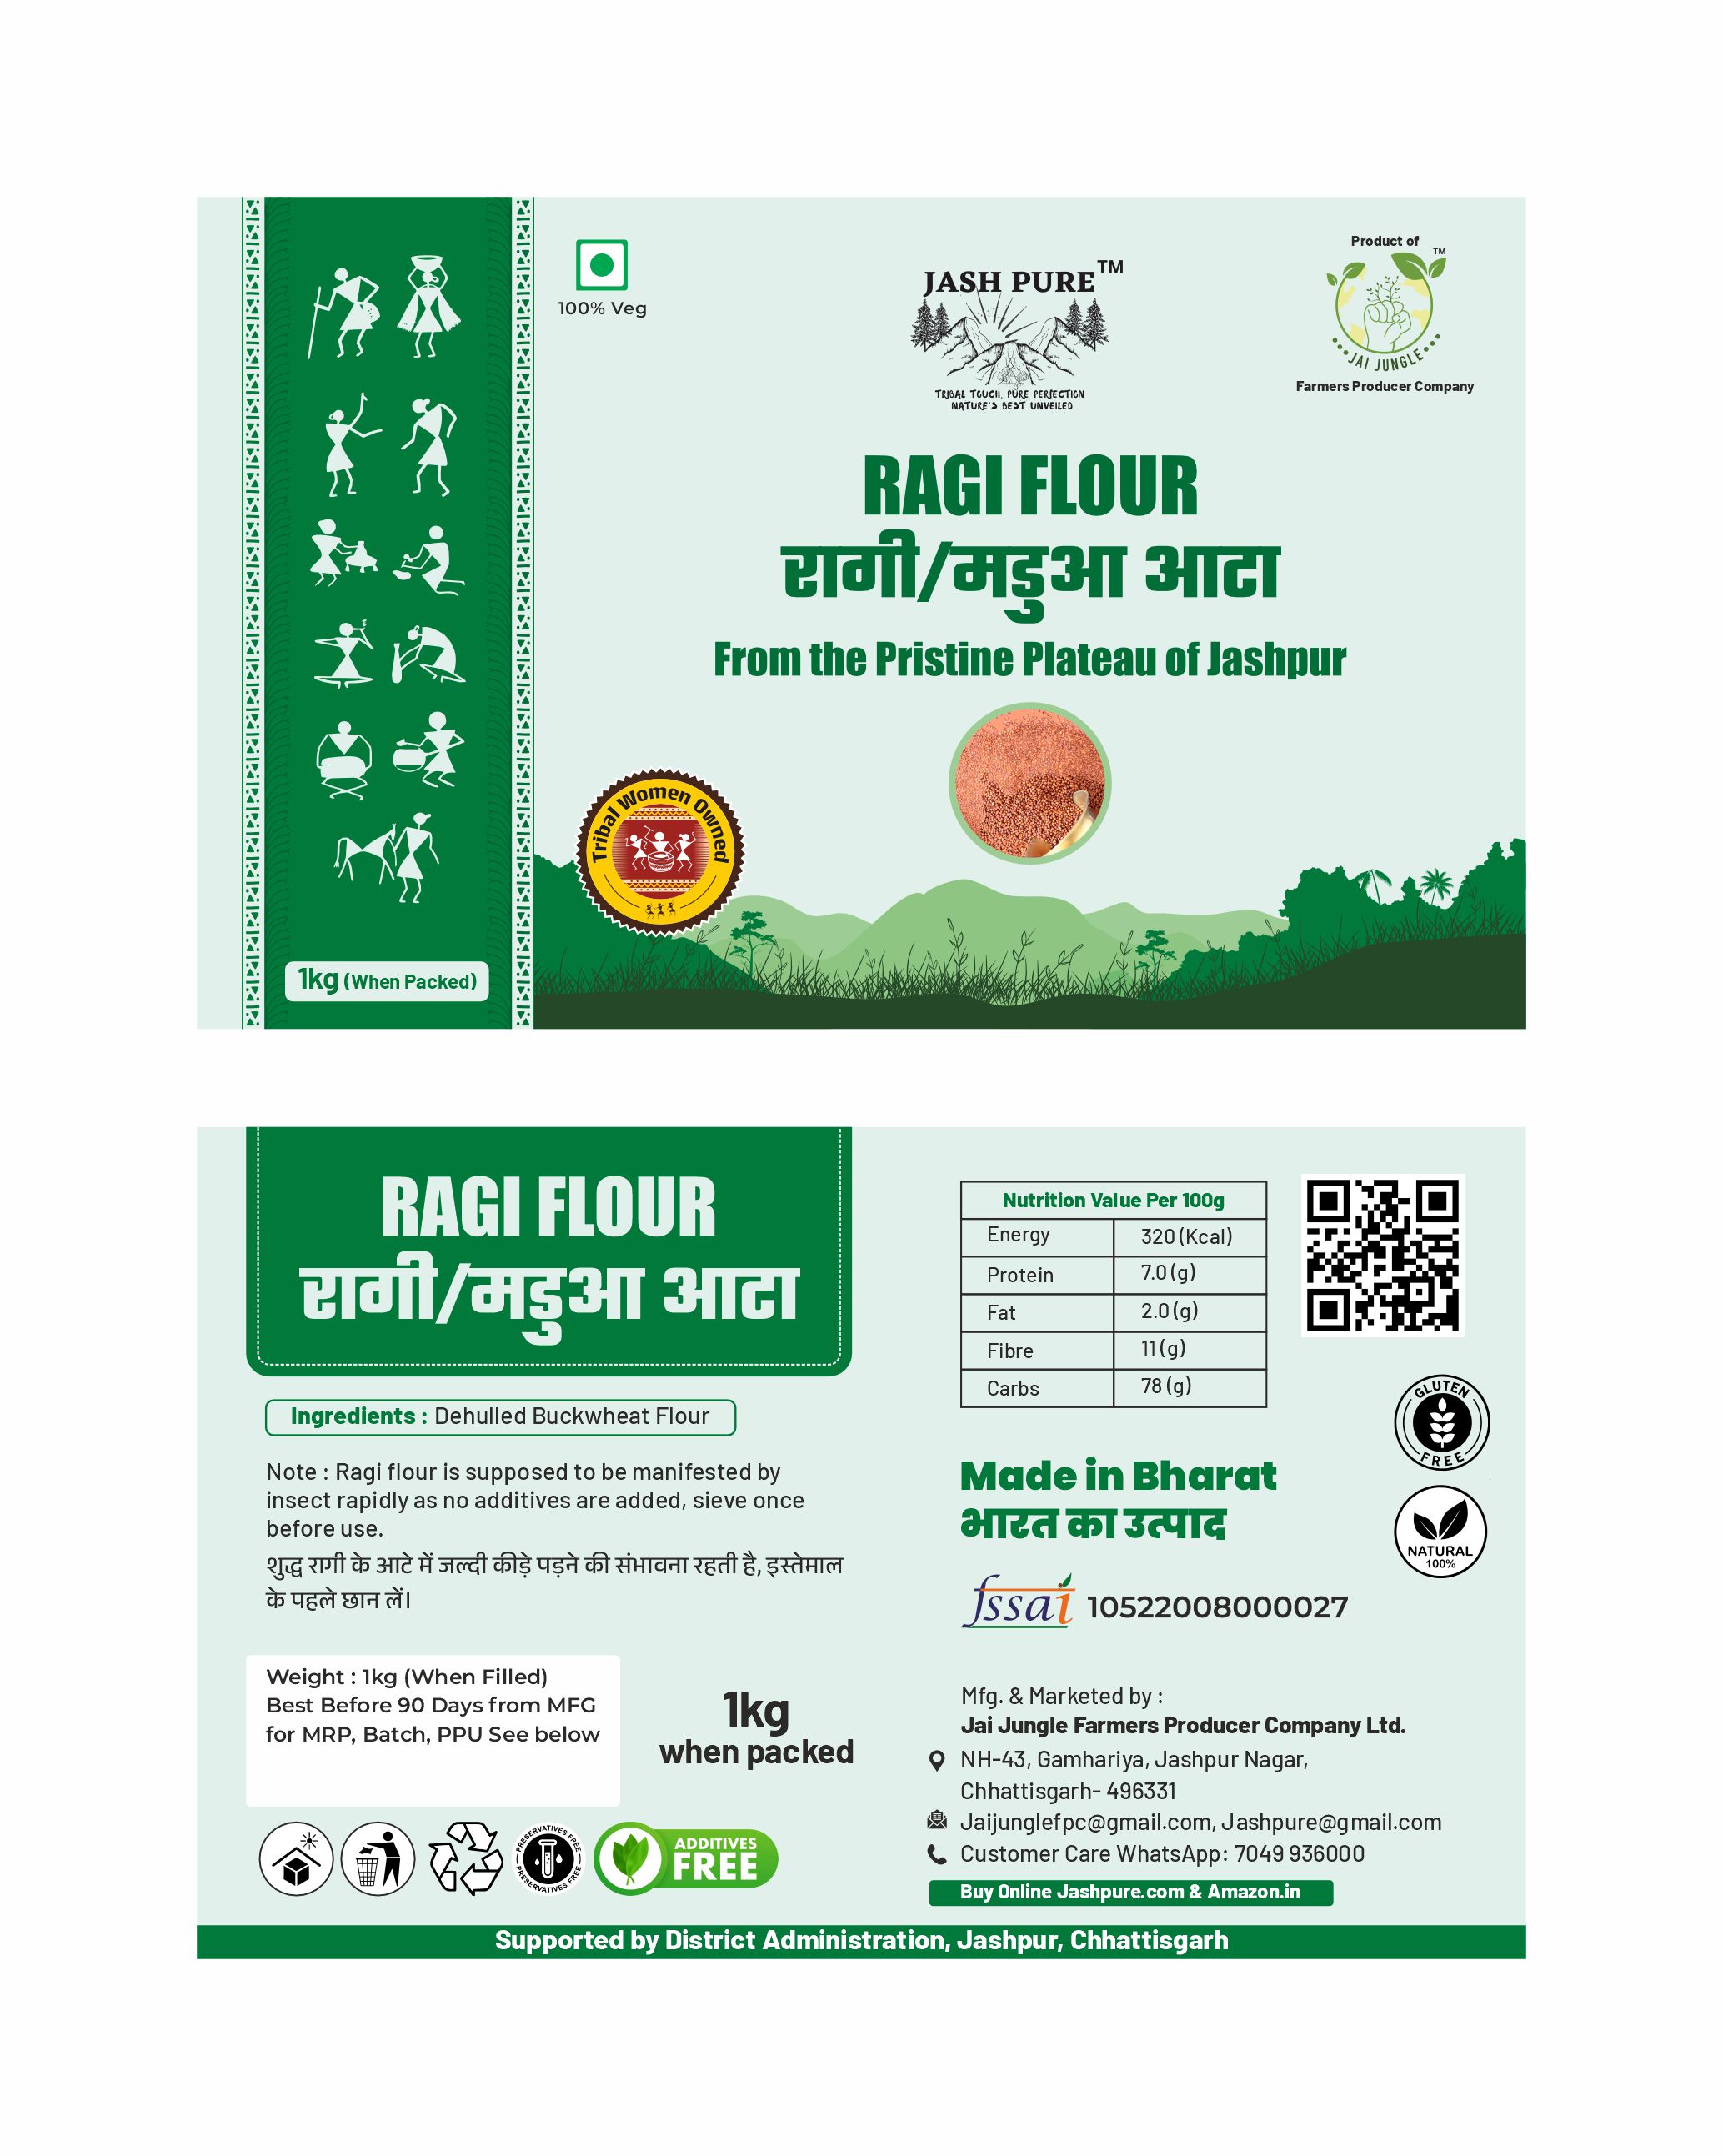 100% Veg
JASH PURE™
TRIBAL TOUCH, PURE PERFECTION
NATURE'S BEST UNVEILED
Product of
TM
JAI JUNGLE
Farmers Producer Company
RAGI FLOUR
रागी/मडुआ आटा
From the Pristine Plateau of Jashpur
Tribal Women Owned
1kg (When Packed)
RAGI FLOUR
रागी/मडुआ आटा
Ingredients : Dehulled Buckwheat Flour
Note : Ragi flour is supposed to be manifested by
insect rapidly as no additives are added, sieve once
before use.
शुद्ध रागी के आटे में जल्दी कीड़े पड़ने की संभावना रहती है, इस्तेमाल
के पहले छान लें।
Weight : 1kg (When Filled)
Best Before 90 Days from MFG
for MRP, Batch, PPU See below
1kg
when packed
PRESERVATIVES FREE
PRESERVATIVES FREE
ADDITIVES
FREE
Nutrition Value Per 100g
Energy 320 (Kcal)
Protein 7.0 (g)
Fat 2.0 (g)
Fibre 11 (g)
Carbs 78 (g)
GLUTEN
FREE
NATURAL
100%
Made in Bharat
भारत का उत्पाद
fssai 10522008000027
Mfg. & Marketed by :
Jai Jungle Farmers Producer Company Ltd.
NH-43, Gamhariya, Jashpur Nagar,
Chhattisgarh- 496331
Jaijunglefpc@gmail.com, Jashpure@gmail.com
Customer Care WhatsApp: 7049 936000
Buy Online Jashpure.com & Amazon.in
Supported by District Administration, Jashpur, Chhattisgarh